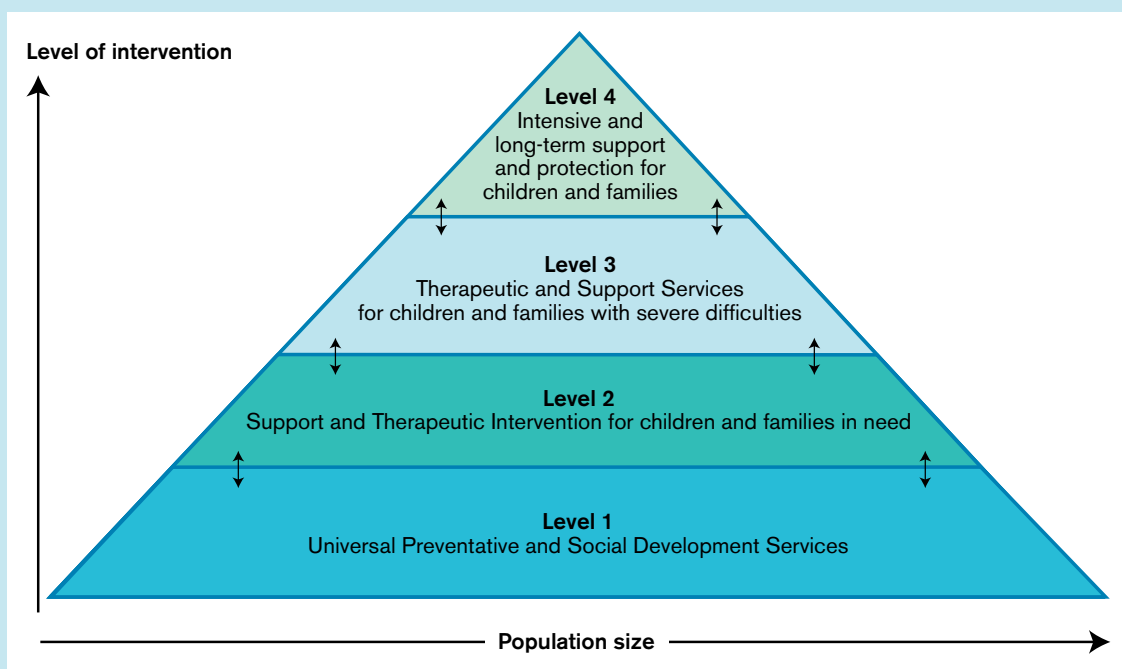 Level of intervention
Level 4
Intensive and
long-term support
and protection for
children and families
Level 3
Therapeutic and Support Services
for children and families with severe difficulties
Level 2
Support and Therapeutic Intervention for children and families in need
Level 1
Universal Preventative and Social Development Services
Population size